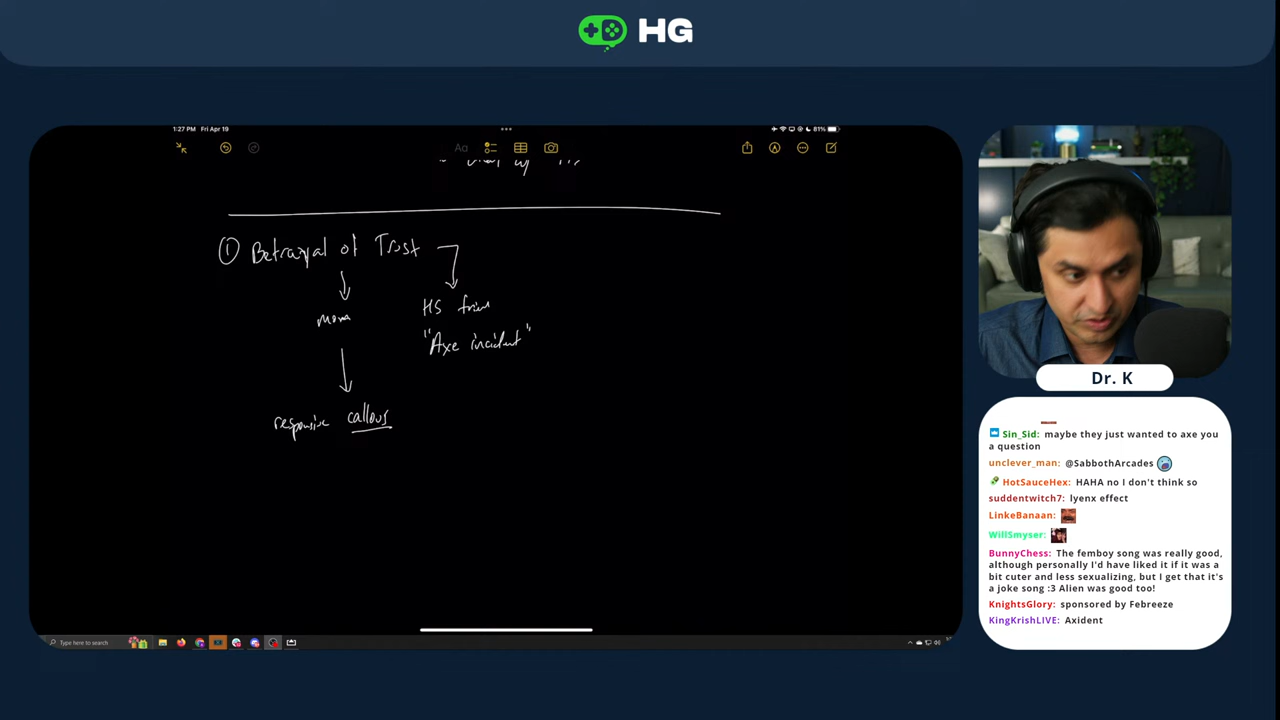 HG
1:27 PM Fri Apr 19
81%
Aa
① Betrayal of Trust
mom
HS
"Axe incident"
responsive callous
Type here to search
Dr. K
Sin_Sid: maybe they just wanted to axe you
a question
unclever_man: @SabbothArcades
HotSauceHex: HAHA no I don't think so
suddentwitch7: lyenx effect
LinkeBanaan:
WillSmyser:
BunnyChess: The femboy song was really good,
although personally I'd have liked it if it was a
bit cuter and less sexualizing, but I get that it's
a joke song :3 Alien was good too!
KnightsGlory: sponsored by Febreeze
KingKrishLIVE: Axident